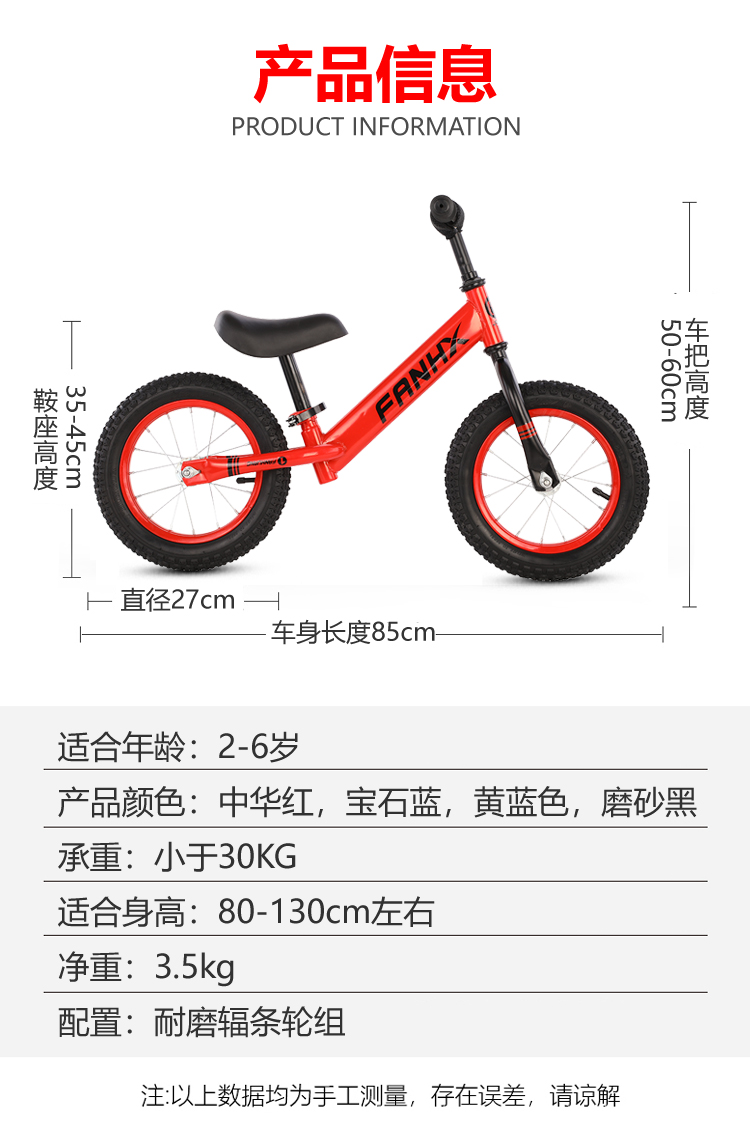 产品信息
PRODUCT INFORMATION
FANHX
鞍座高度
35-45cm
车把高度
50-60cm
直径27cm
车身长度85cm
适合年龄：2-6岁
产品颜色：中华红，宝石蓝，黄蓝色，磨砂黑
承重：小于30KG
适合身高：80-130cm左右
净重：3.5kg
配置：耐磨辐条轮组
注:以上数据均为手工测量，存在误差，请谅解